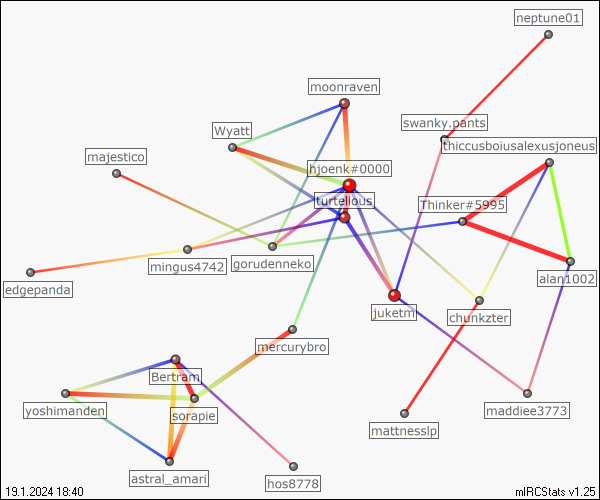 neptune01
moonraven
swanky.pants
Wyatt
thiccusboiusalexusjoneus
majestico
hjoenk#0000
turtelious
Thinker#5995
mingus4742
gorudenneko
alan1002
edgepanda
juketm
chunkzter
mercurybro
Bertram
yoshimanden
sorapie
maddiee3773
mattnesslp
astral_amari
hos8778
19.1.2024 18:40
mIRCStats v1.25